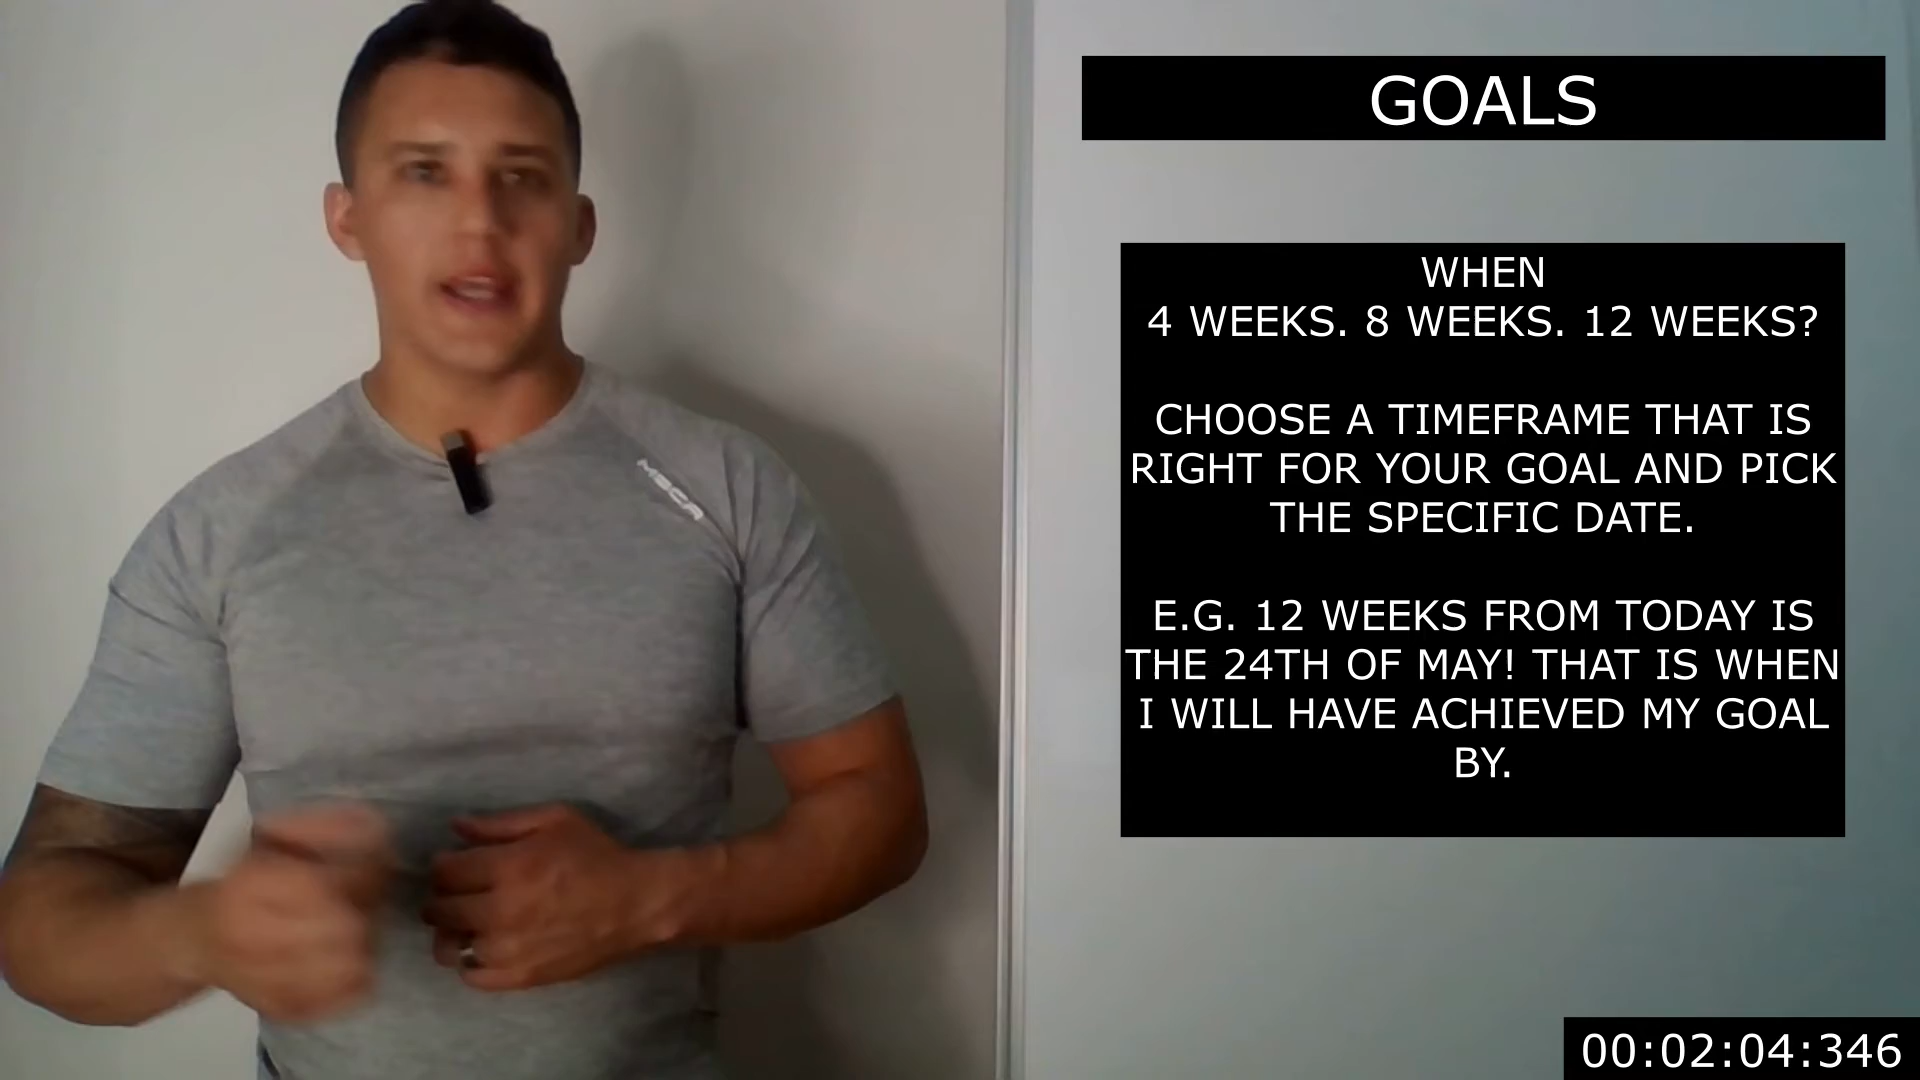 GOALS
WHEN
4 WEEKS. 8 WEEKS. 12 WEEKS?
CHOOSE A TIMEFRAME THAT IS
RIGHT FOR YOUR GOAL AND PICK
THE SPECIFIC DATE.
E.G. 12 WEEKS FROM TODAY IS
THE 24TH OF MAY! THAT IS WHEN
I WILL HAVE ACHIEVED MY GOAL
BY.
00:02:04:346